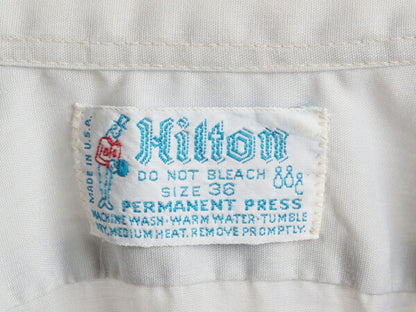 MADE IN U.S.A.
Hilton
DO NOT BLEACH
SIZE 36
PERMANENT PRESS
MACHINE WASH·WARM WATER·TUMBLE
DRY, MEDIUM HEAT. REMOVE PROMPTLY.